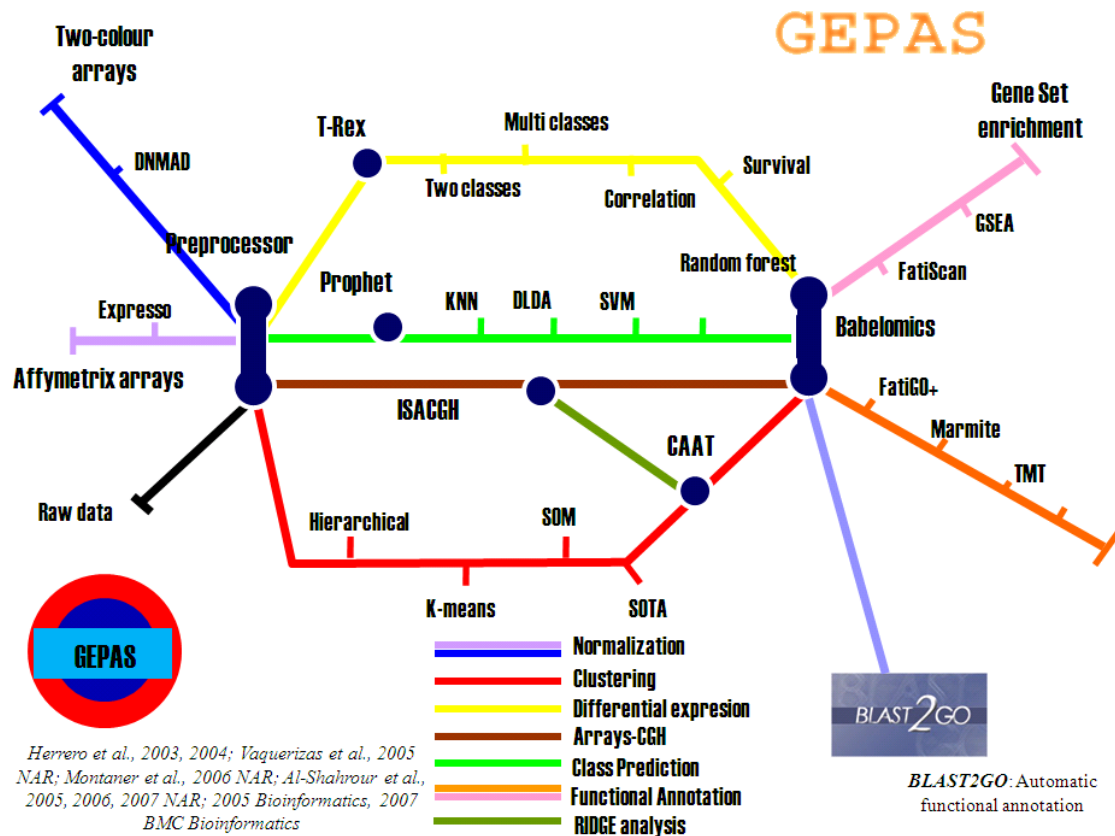 GEPAS
Two-colour
arrays
DNMAD
T-Rex
Multi classes
Two classes
Correlation
Survival
Gene Set
enrichment
GSEA
FatiScan
Preprocessor
Prophet
Random forest
Expresso
KNN
DLDA
SVM
Babelomics
Affymetrix arrays
ISACGH
FatiGO+
CAAT
Marmite
TMT
Raw data
Hierarchical
SOM
K-means
SOTA
GEPAS
Normalization
Clustering
Differential expresion
Arrays-CGH
Class Prediction
Functional Annotation
RIDGE analysis
BLAST2GO
Herrero et al., 2003, 2004; Vaquerizas et al., 2005
NAR; Montaner et al., 2006 NAR; Al-Shahrour et al.,
2005, 2006, 2007 NAR; 2005 Bioinformatics, 2007
BMC Bioinformatics
BLAST2GO: Automatic
functional annotation